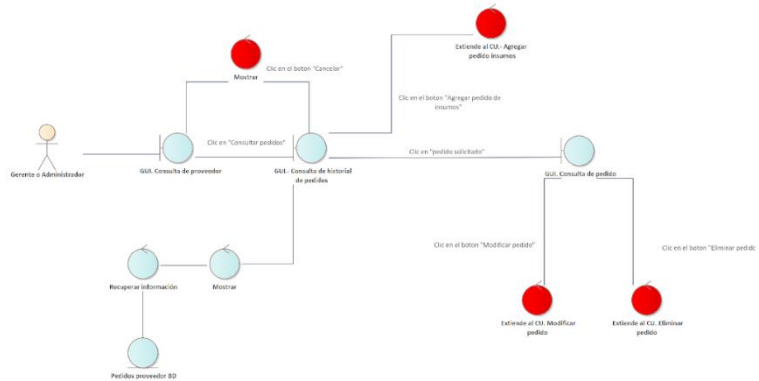 Extiende al CU.- Agregar
pedido insumos
Clic en el boton "Cancelar"
Mostrar
Clic en el boton "Agregar pedido de
insumos"
Clic en "Consultar pedidos"
Clic en "pedido solicitado"
Gerente o Administrador
GUI. Consulta de proveedor
GUI.- Consulta de historial
de pedidos
GUI. Consulta de pedido
Clic en el boton "Modificar pedido"
Clic en el boton "Eliminar pedido
Recuperar información
Mostrar
Extiende al CU. Modificar
pedido
Extiende al CU. Eliminar
pedido
Pedidos proveedor BD